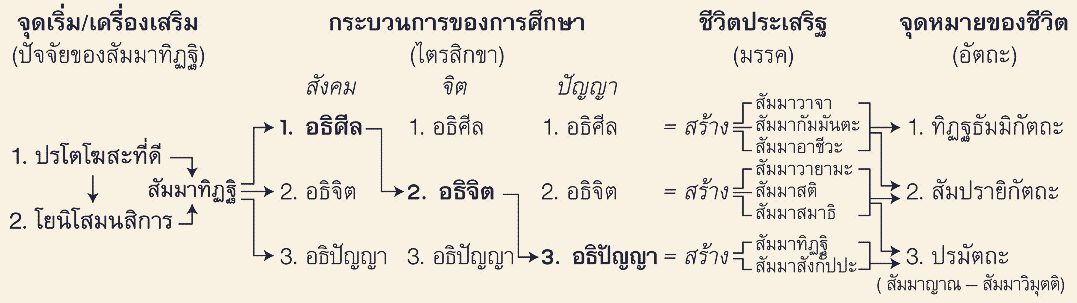 จุดเริ่ม/เครื่องเสริม กระบวนการของการศึกษา ชีวิตประเสริฐ จุดหมายของชีวิต
(ปัจจัยของสัมมาทิฏฐิ) (ไตรสิกขา) (มรรค) (อัตถะ)
สังคม จิต ปัญญา
สัมมาวาจา
1. อธิศีล 1. อธิศีล 1. อธิศีล = สร้าง สัมมากัมมันตะ 1. ทิฏฐธัมมิกัตถะ
สัมมาอาชีวะ
1. ปรโตโฆสะที่ดี
สัมมาวายามะ
สัมมาทิฏฐิ 2. อธิจิต 2. อธิจิต 2. อธิจิต = สร้าง สัมมาสติ 2. สัมปรายิกัตถะ
2. โยนิโสมนสิการ
สัมมาสมาธิ
สัมมาทิฏฐิ
3. อธิปัญญา 3. อธิปัญญา 3. อธิปัญญา = สร้าง 3. ปรมัตถะ
สัมมาสังกัปปะ
( สัมมาญาณ – สัมมาวิมุตติ)